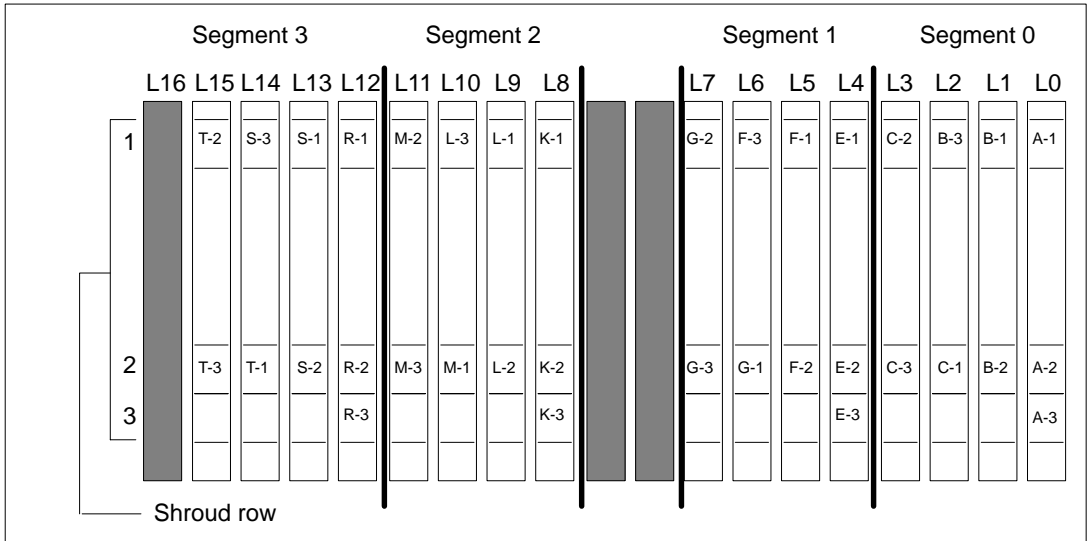 Segment 3 Segment 2 Segment 1 Segment 0
L16 L15 L14 L13 L12 L11 L10 L9 L8 L7 L6 L5 L4 L3 L2 L1 L0
1 T-2 S-3 S-1 R-1 M-2 L-3 L-1 K-1 G-2 F-3 F-1 E-1 C-2 B-3 B-1 A-1
2 T-3 T-1 S-2 R-2 M-3 M-1 L-2 K-2 G-3 G-1 F-2 E-2 C-3 C-1 B-2 A-2
3 R-3 K-3 E-3 A-3
Shroud row